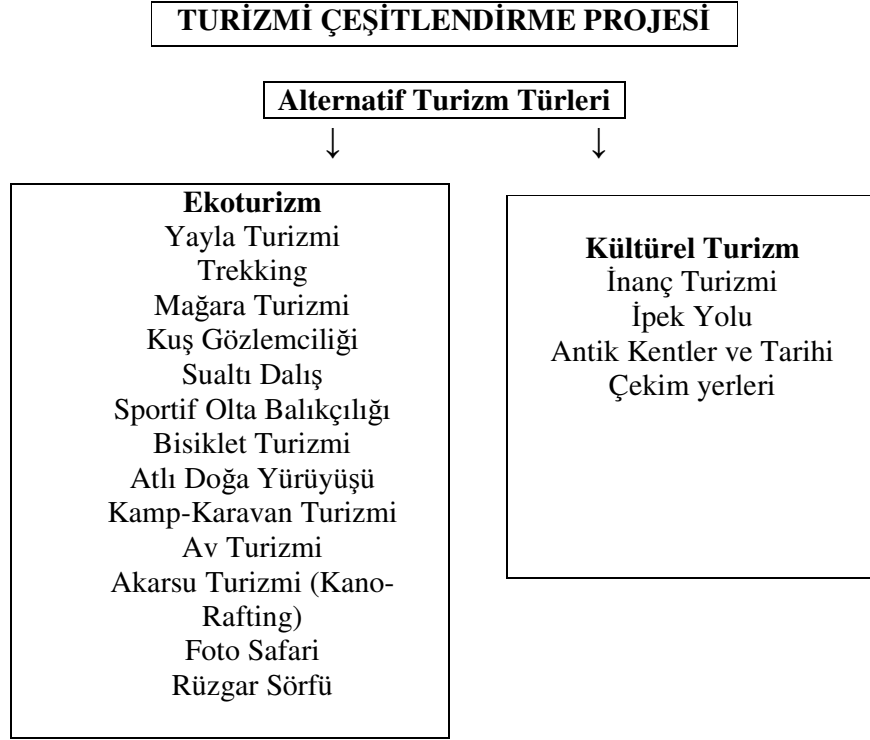 TURİZMİ ÇEŞİTLENDİRME PROJESİ
Alternatif Turizm Türleri
↓ ↓
Ekoturizm
Yayla Turizmi
Trekking
Mağara Turizmi
Kuş Gözlemciliği
Sualtı Dalış
Sportif Olta Balıkçılığı
Bisiklet Turizmi
Atlı Doğa Yürüyüşü
Kamp-Karavan Turizmi
Av Turizmi
Akarsu Turizmi (Kano-
Rafting)
Foto Safari
Rüzgar Sörfü
Kültürel Turizm
İnanç Turizmi
İpek Yolu
Antik Kentler ve Tarihi
Çekim yerleri